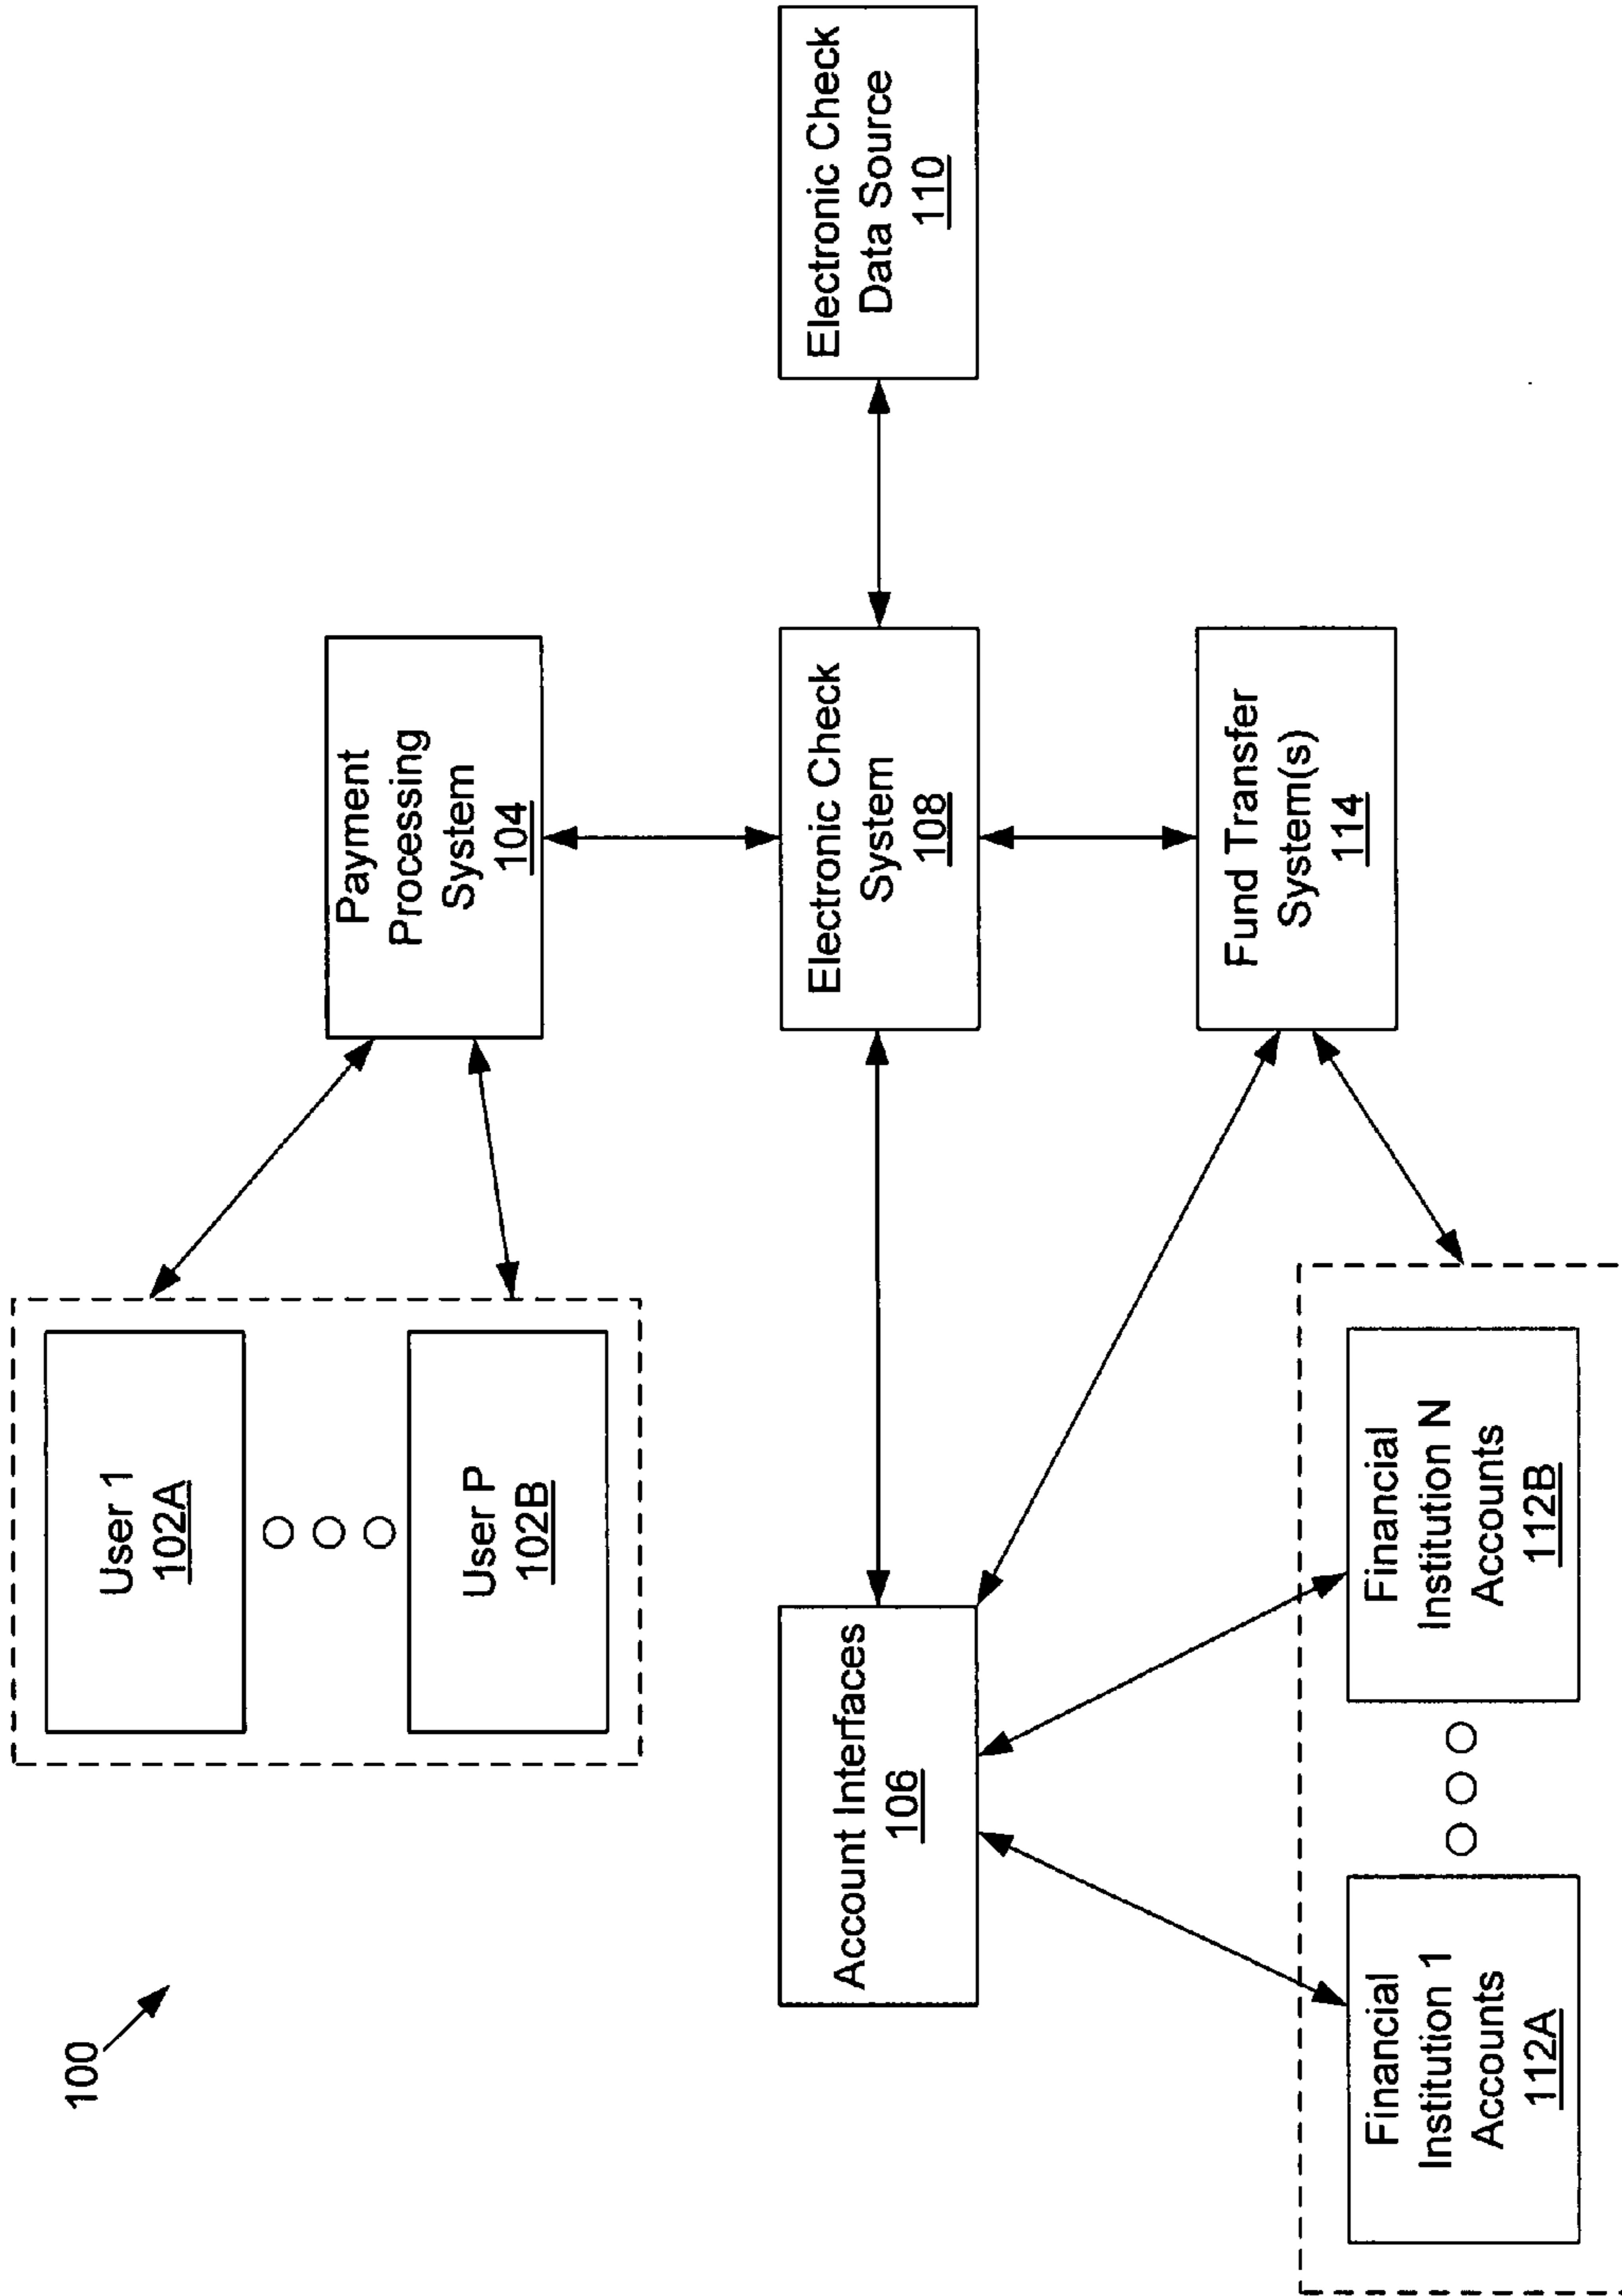 100
User 1
102A
User P
102B
Payment
Processing
System
104
Account Interfaces
106
Electronic Check
System
108
Electronic Check
Data Source
110
Financial
Institution 1
Accounts
112A
Financial
Institution N
Accounts
112B
Fund Transfer
System(s)
114